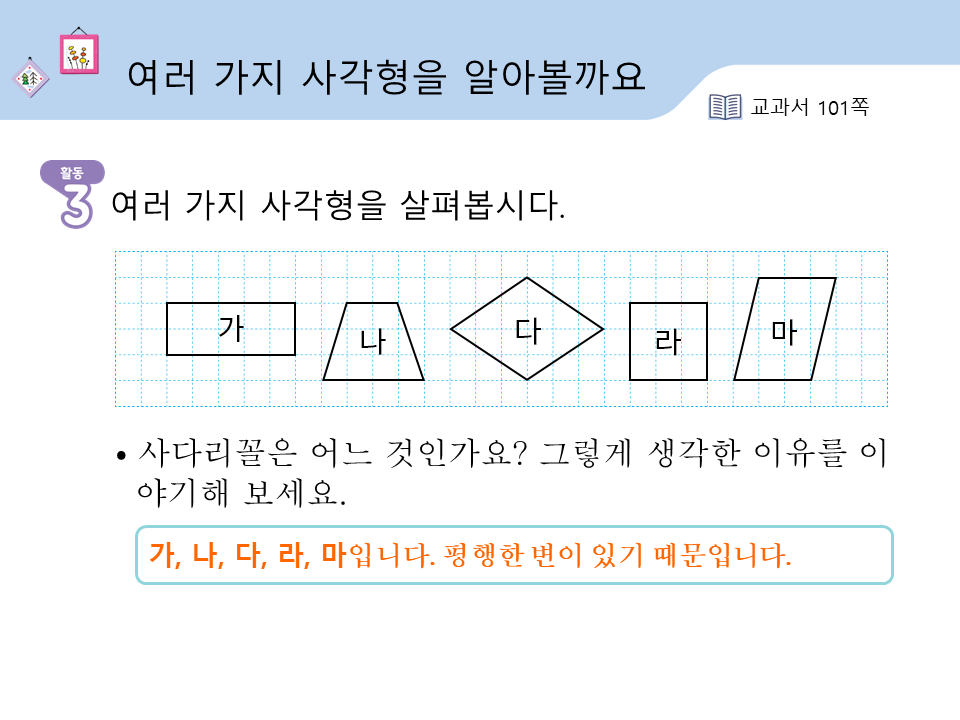 여러 가지 사각형을 알아볼까요
교과서 101쪽
활동
3
여러 가지 사각형을 살펴봅시다.
가
나
다
라
마
• 사다리꼴은 어느 것인가요? 그렇게 생각한 이유를 이
야기해 보세요.
가, 나, 다, 라, 마입니다. 평행한 변이 있기 때문입니다.